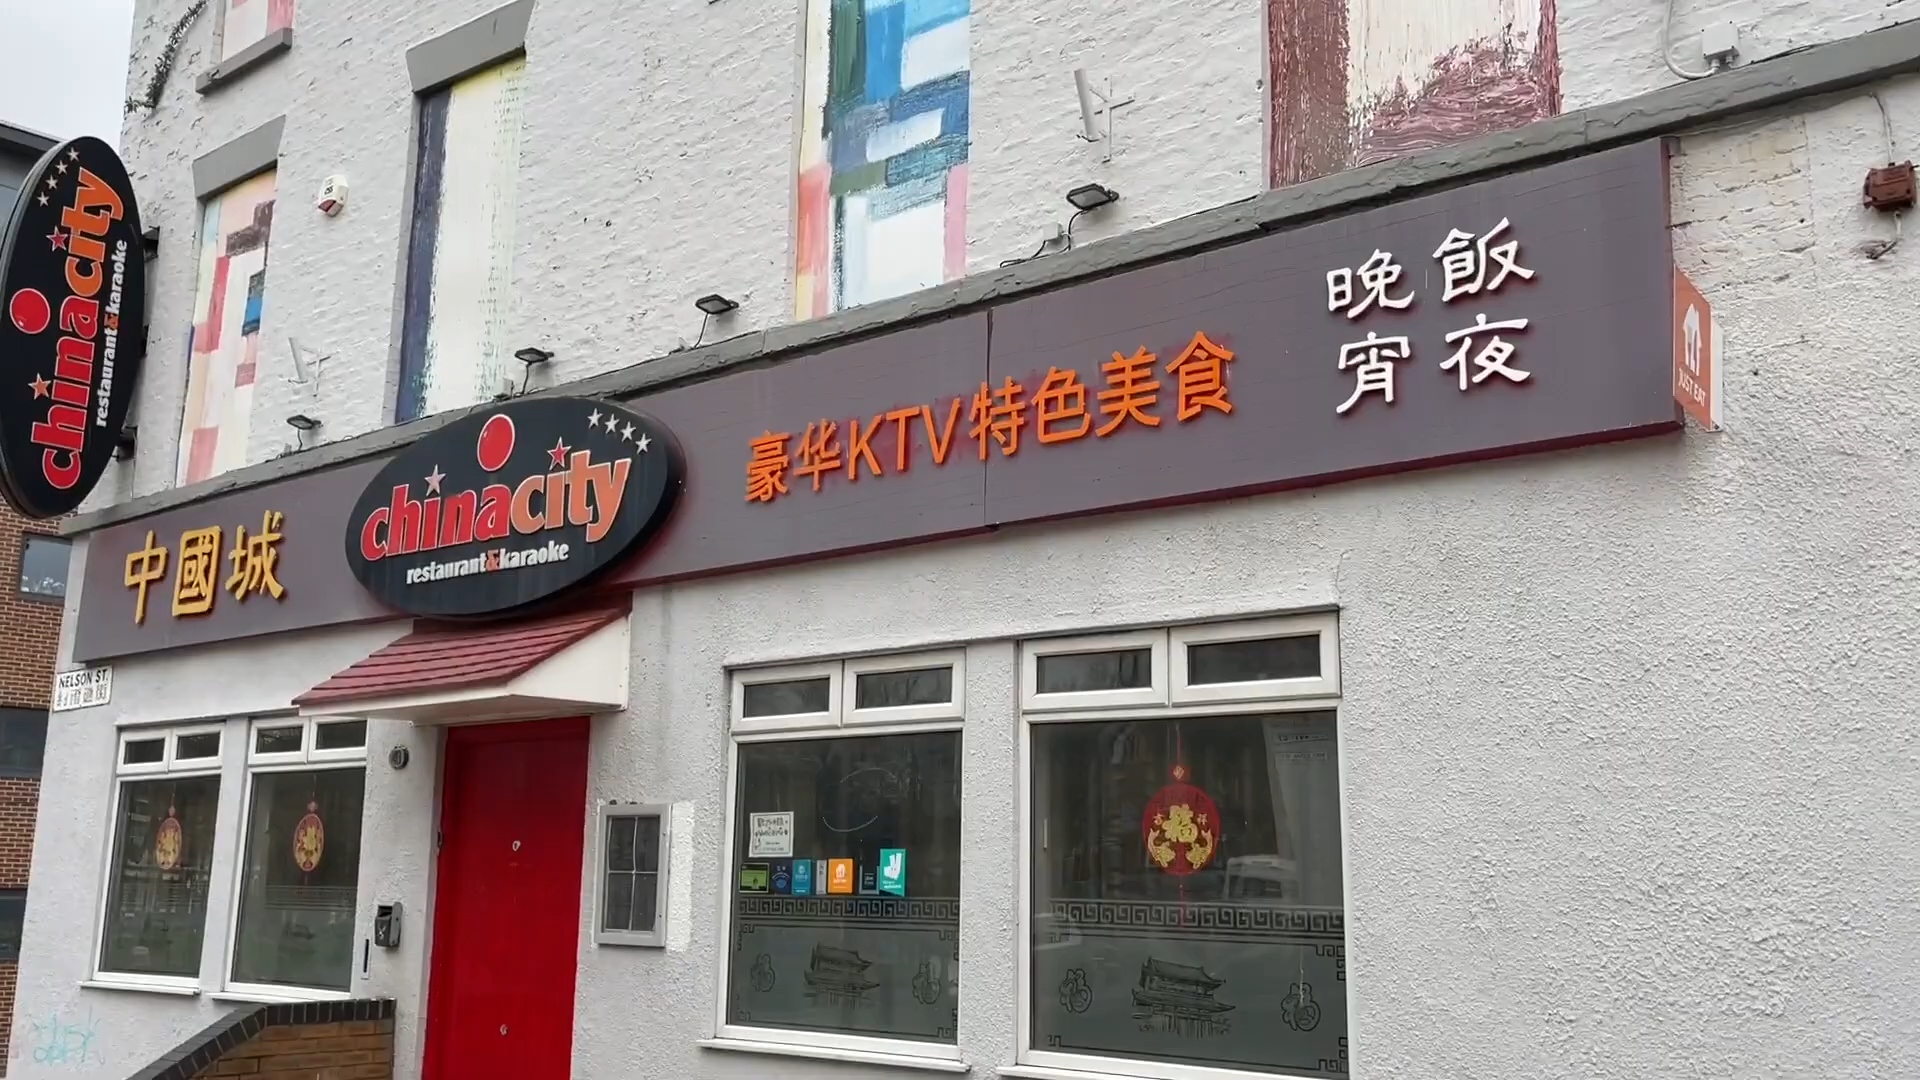 chinacity
restaurant&karaoke
中國城
chinacity
restaurant&karaoke
豪华KTV特色美食
晚飯
宵夜
JUST EAT
NELSON ST.
福